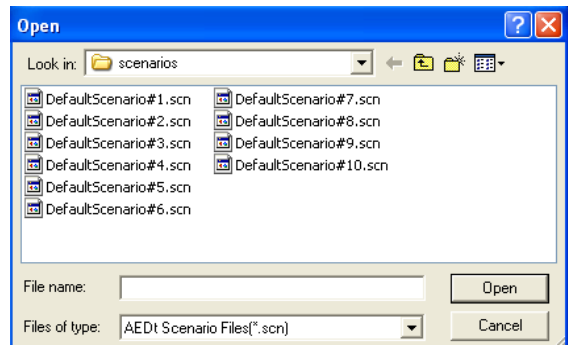 Open
Look in: scenarios
DefaultScenario#1.scn
DefaultScenario#2.scn
DefaultScenario#3.scn
DefaultScenario#4.scn
DefaultScenario#5.scn
DefaultScenario#6.scn
DefaultScenario#7.scn
DefaultScenario#8.scn
DefaultScenario#9.scn
DefaultScenario#10.scn
File name:
Open
Files of type: AEDt Scenario Files(*.scn)
Cancel